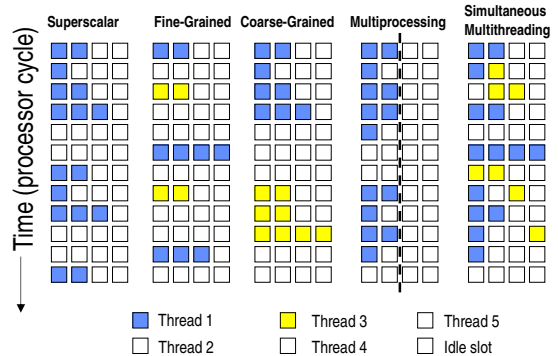 Superscalar Fine-Grained Coarse-Grained Multiprocessing Simultaneous
Multithreading
Time (processor cycle)
Thread 1 Thread 3 Thread 5
Thread 2 Thread 4 Idle slot